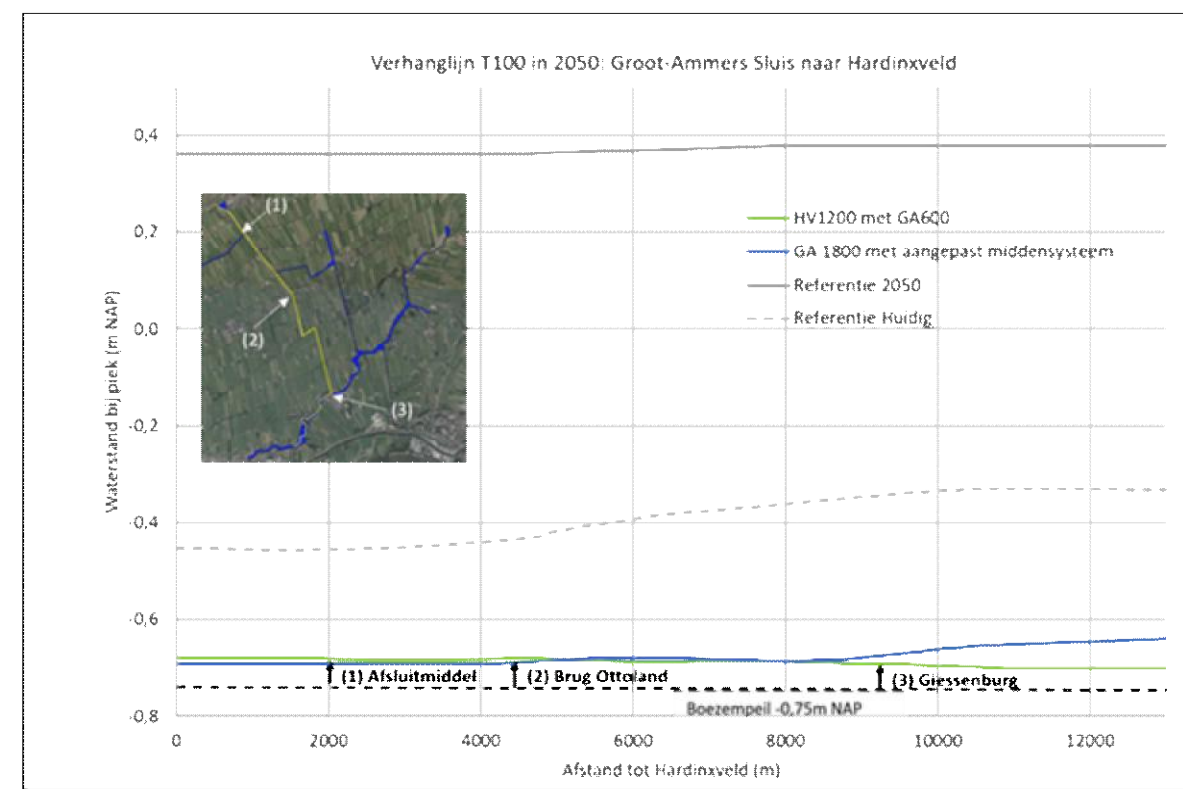 Verhanglijn T100 in 2050: Groot-Ammers Sluis naar Hardinxveld
Waterstand bij piek (m NAP)
0,4
0,2
0,0
-0,2
-0,4
-0,6
-0,8
(1)
(2)
(3)
HV1200 met GA600
GA 1800 met aangepast middensysteem
Referentie 2050
Referentie Huidig
(1) Afsluitmiddel
(2) Brug Ottoland
(3) Giessenburg
Boezempeil -0,75m NAP
0
2000
4000
6000
8000
10000
12000
Afstand tot Hardinxveld (m)